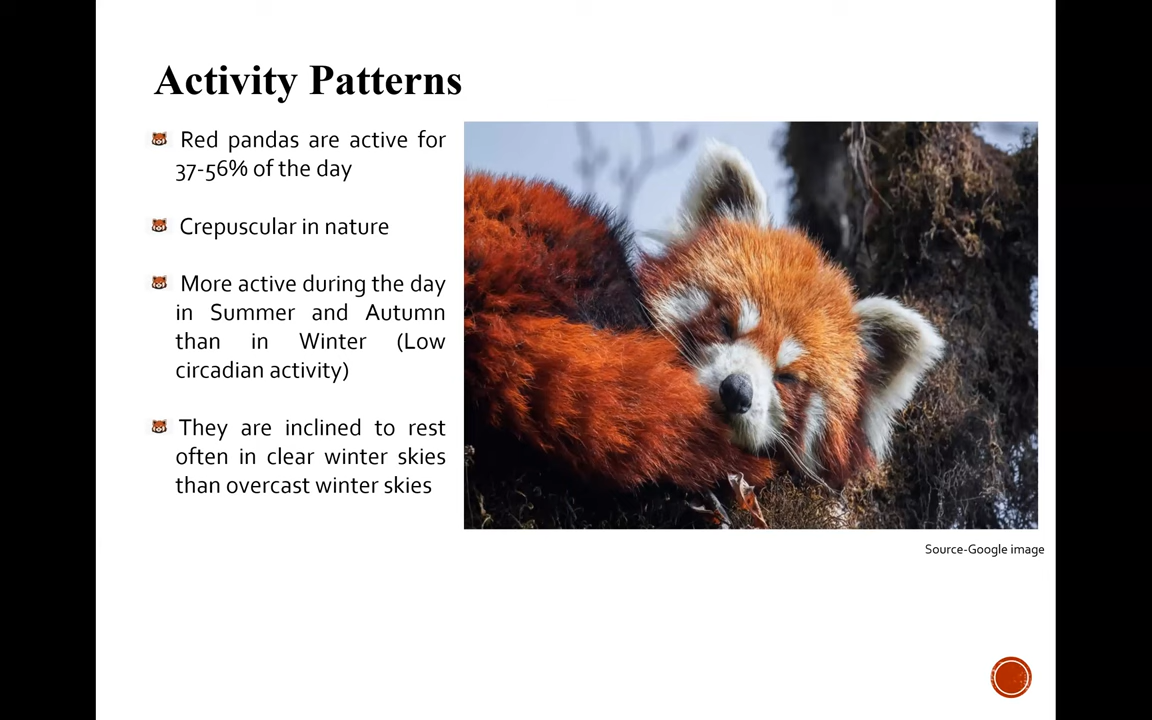 Activity Patterns
Red pandas are active for
37-56% of the day
Crepuscular in nature
More active during the day
in Summer and Autumn
than in Winter (Low
circadian activity)
They are inclined to rest
often in clear winter skies
than overcast winter skies
Source-Google image